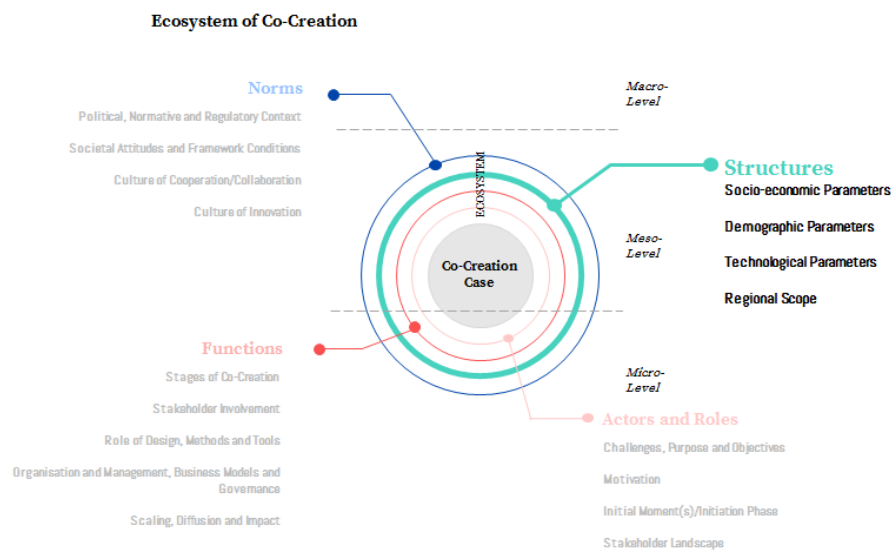 Ecosystem of Co-Creation
Norms
Political, Normative and Regulatory Context
Societal Attitudes and Framework Conditions
Culture of Cooperation/Collaboration
Culture of Innovation
Macro-
Level
ECOSYSTEM
Structures
Socio-economic Parameters
Demographic Parameters
Technological Parameters
Regional Scope
Meso-
Level
Co-Creation
Case
Functions
Stages of Co-Creation
Stakeholder Involvement
Role of Design, Methods and Tools
Organisation and Management, Business Models and
Governance
Scaling, Diffusion and Impact
Micro-
Level
Actors and Roles
Challenges, Purpose and Objectives
Motivation
Initial Moment(s)/Initiation Phase
Stakeholder Landscape